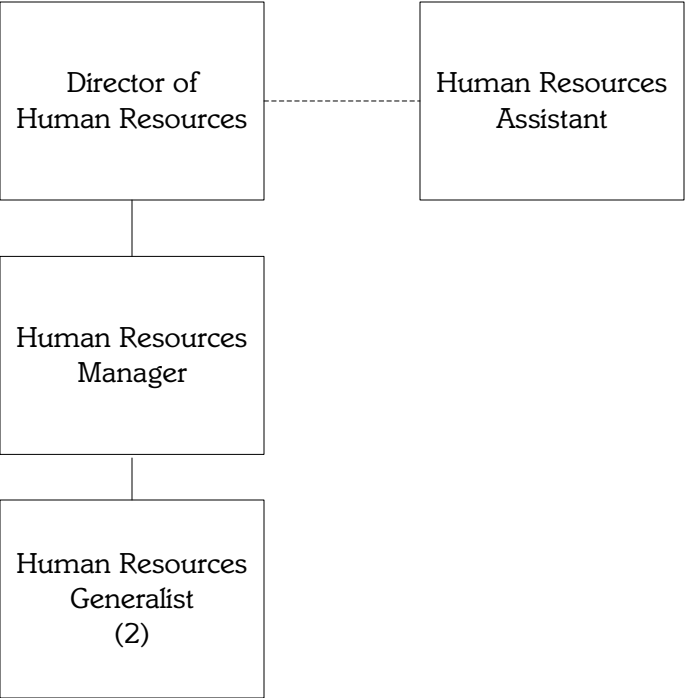 Director of
Human Resources
Human Resources
Assistant
Human Resources
Manager
Human Resources
Generalist
(2)